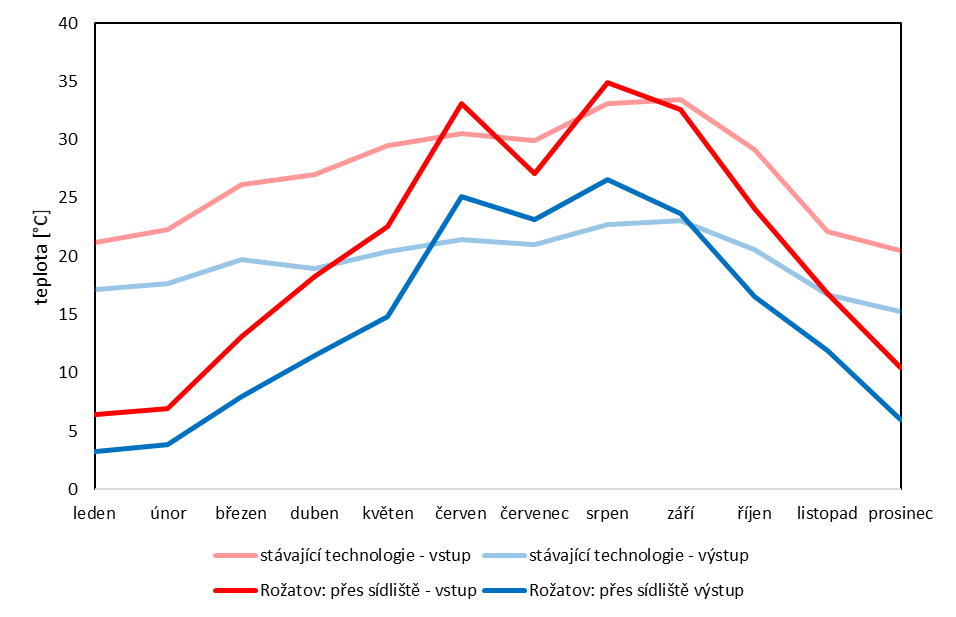 40
35
30
25
20
15
10
5
0
teplota [°C]
leden únor březen duben květen červen červenec srpen září říjen listopad prosinec
stávající technologie - vstup stávající technologie - výstup
Rožatov: přes sídliště - vstup Rožatov: přes sídliště výstup